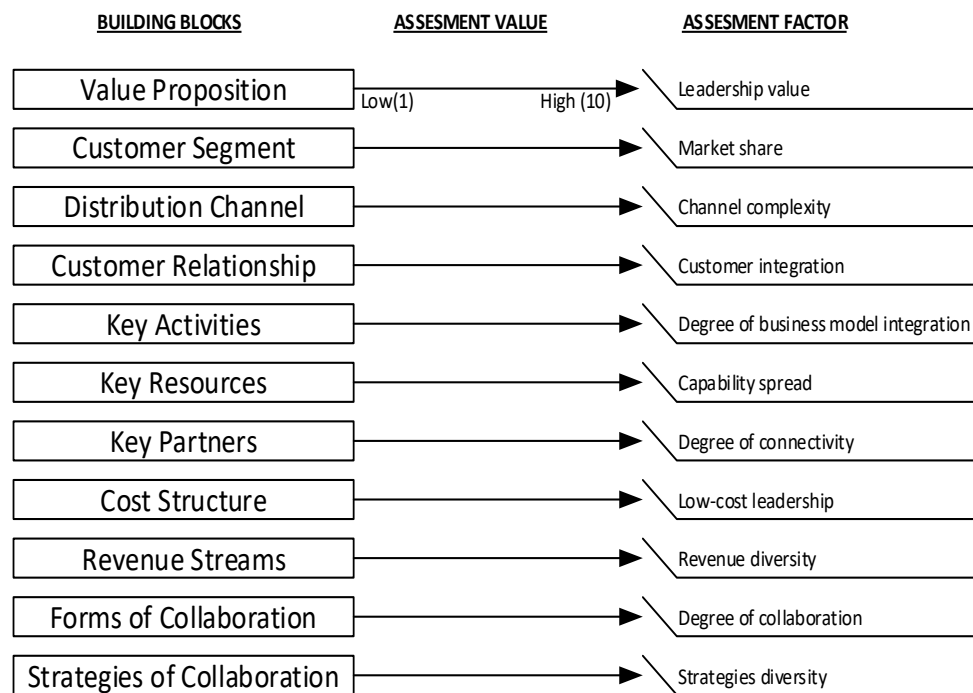 BUILDING BLOCKS ASSESMENT VALUE ASSESMENT FACTOR
Value Proposition Low(1) High (10) Leadership value
Customer Segment Market share
Distribution Channel Channel complexity
Customer Relationship Customer integration
Key Activities Degree of business model integration
Key Resources Capability spread
Key Partners Degree of connectivity
Cost Structure Low-cost leadership
Revenue Streams Revenue diversity
Forms of Collaboration Degree of collaboration
Strategies of Collaboration Strategies diversity